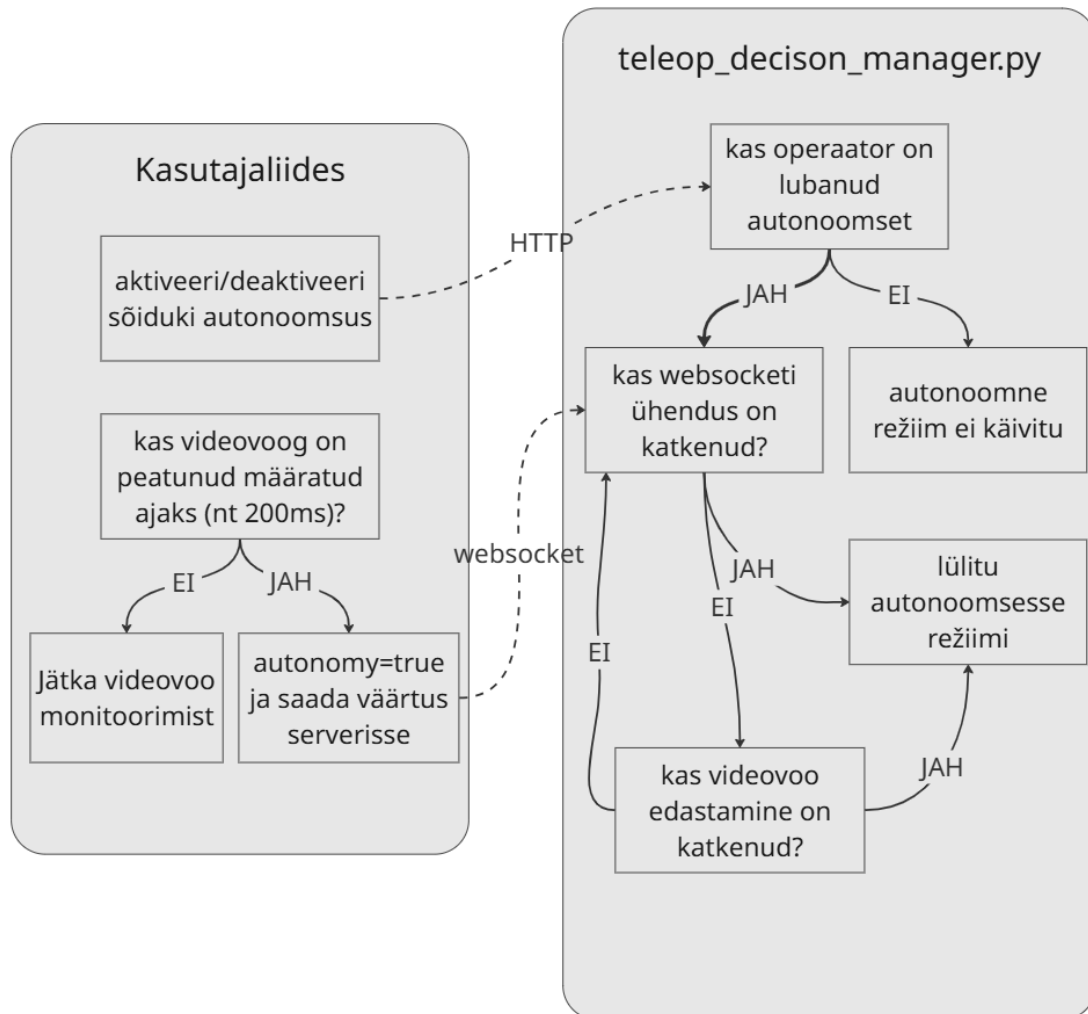 Kasutajaliides
aktiveeri/deaktiveeri
sõiduki autonoomsus
kas videovoog on
peatunud määratud
ajaks (nt 200ms)?
EI
JAH
Jätka videovoo
monitoorimist
autonomy=true
ja saada väärtus
serverisse
HTTP
websocket
teleop_decison_manager.py
kas operaator on
lubanud
autonoomset
JAH
EI
kas websocketi
ühendus on
katkenud?
autonoomne
režiim ei käivitu
JAH
EI
EI
lülitu
autonoomsesse
režiimi
kas videovoo
edastamine on
katkenud?
JAH